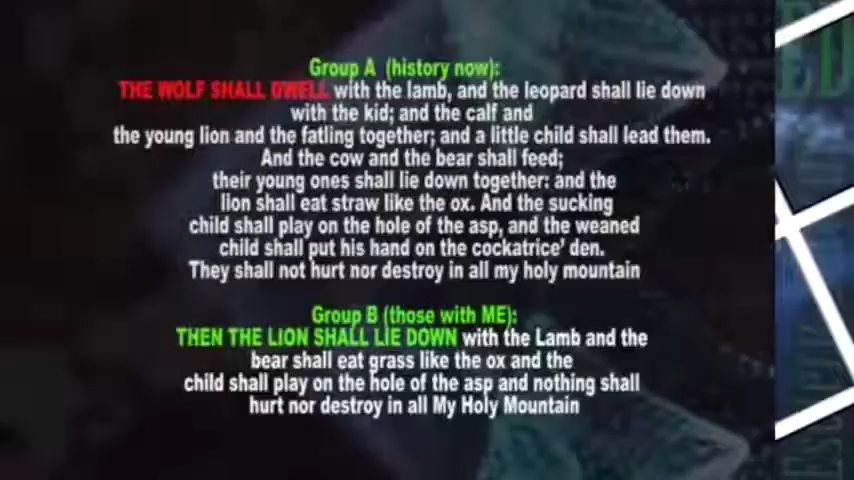 Group A (history now):
THE WOLF SHALL DWELL with the lamb, and the leopard shall lie down
with the kid; and the calf and
the young lion and the fatling together; and a little child shall lead them.
And the cow and the bear shall feed;
their young ones shall lie down together: and the
lion shall eat straw like the ox. And the sucking
child shall play on the hole of the asp, and the weaned
child shall put his hand on the cockatrice' den.
They shall not hurt nor destroy in all my holy mountain
Group B (those with ME):
THEN THE LION SHALL LIE DOWN with the Lamb and the
bear shall eat grass like the ox and the
child shall play on the hole of the asp and nothing shall
hurt nor destroy in all My Holy Mountain